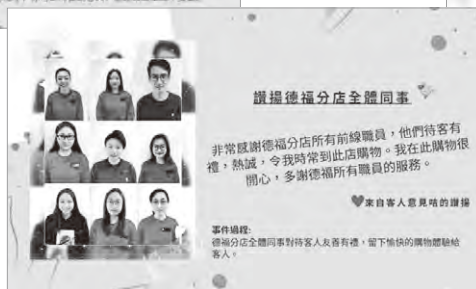 讚揚德福分店全體同事
非常感謝德福分店所有前線職員，他們待客有
禮，熱誠，令我時常到此店購物。我在此購物很
開心，多謝德福所有職員的服務。
來自客人意見咭的讚揚
事件過程:
德福分店全體同事對待客人友善有禮，留下愉快的購物體驗給
客人。